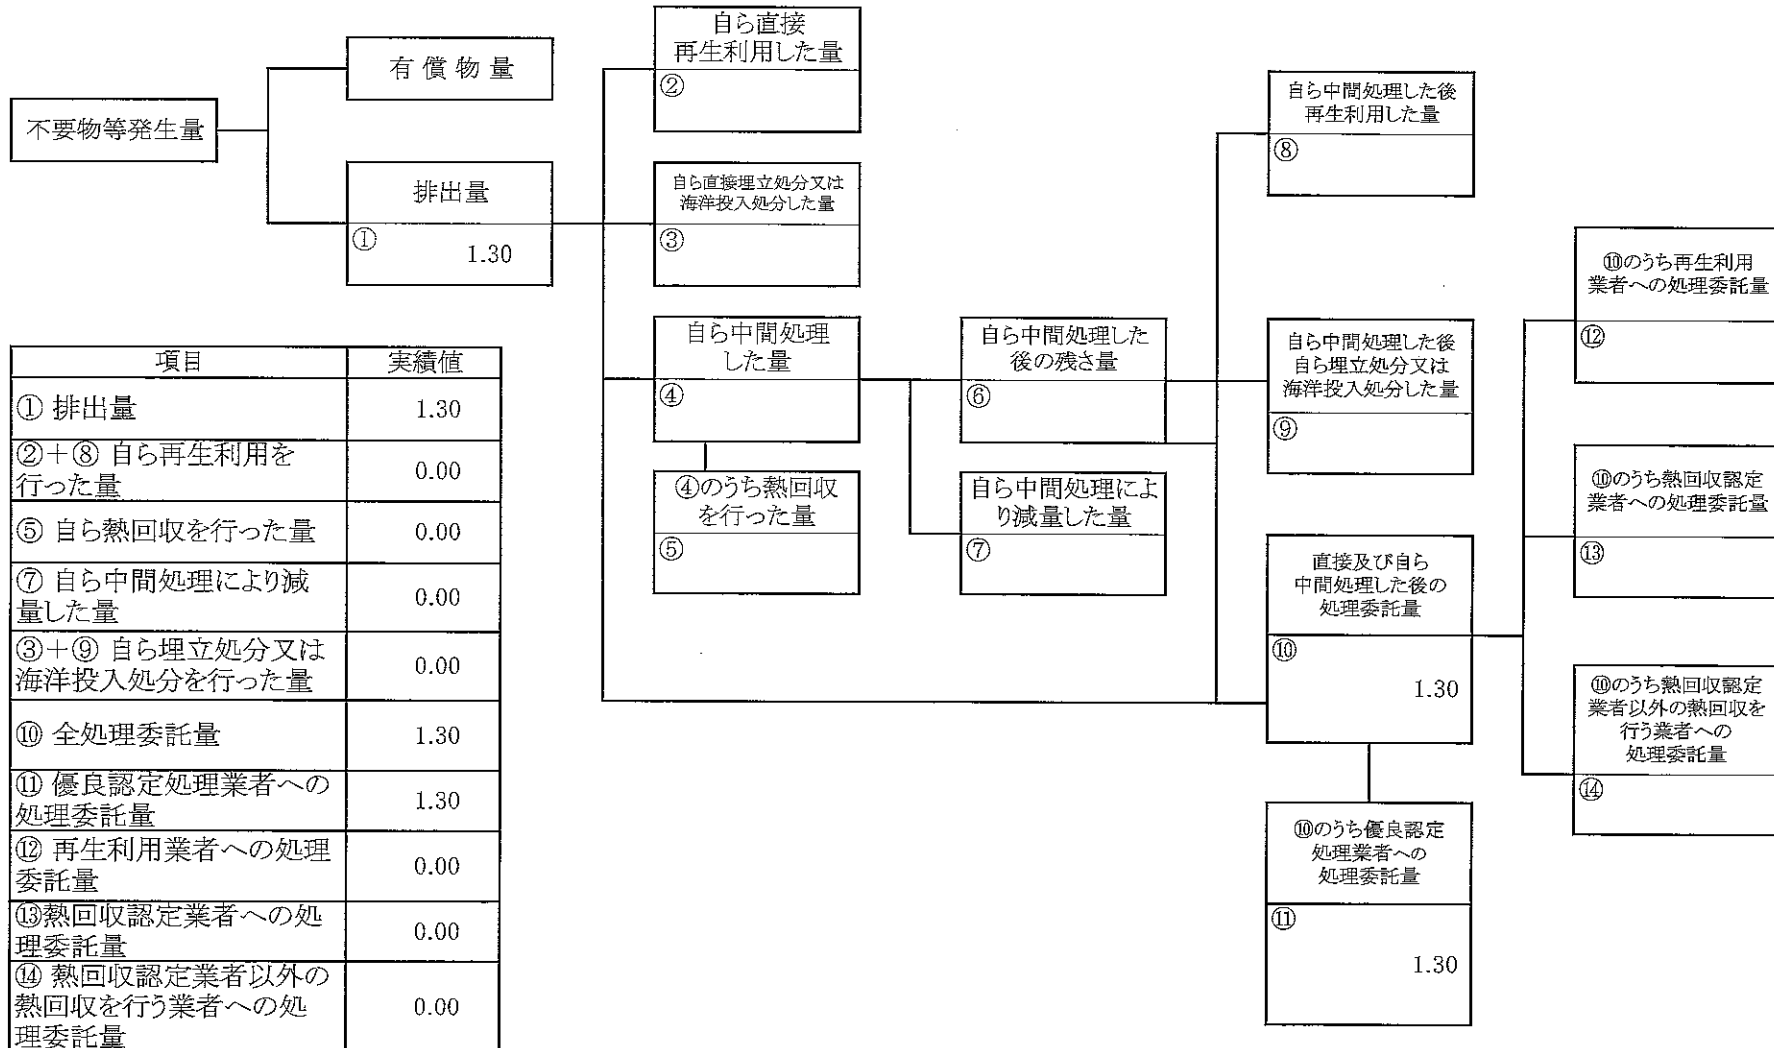 不要物等発生量
有償物量
排出量
①
1.30
自ら直接
再生利用した量
②
自ら直接埋立処分又は
海洋投入処分した量
③
自ら中間処理
した量
④
④のうち熱回収
を行った量
⑤
自ら中間処理した
後の残さ量
⑥
自ら中間処理によ
り減量した量
⑦
自ら中間処理した後
再生利用した量
⑧
自ら中間処理した後
自ら埋立処分又は
海洋投入処分した量
⑨
直接及び自ら
中間処理した後の
処理委託量
⑩
1.30
⑩のうち優良認定
処理業者への
処理委託量
⑪
1.30
⑩のうち再生利用
業者への処理委託量
⑫
⑩のうち熱回収認定
業者への処理委託量
⑬
⑩のうち熱回収認定
業者以外の熱回収を
行う業者への
処理委託量
⑭
項目 実績値
① 排出量 1.30
②＋⑧ 自ら再生利用を
行った量 0.00
⑤ 自ら熱回収を行った量 0.00
⑦ 自ら中間処理により減
量した量 0.00
③＋⑨ 自ら埋立処分又は
海洋投入処分を行った量 0.00
⑩ 全処理委託量 1.30
⑪ 優良認定処理業者への
処理委託量 1.30
⑫ 再生利用業者への処理
委託量 0.00
⑬熱回収認定業者への処
理委託量 0.00
⑭ 熱回収認定業者以外の
熱回収を行う業者への処
理委託量 0.00